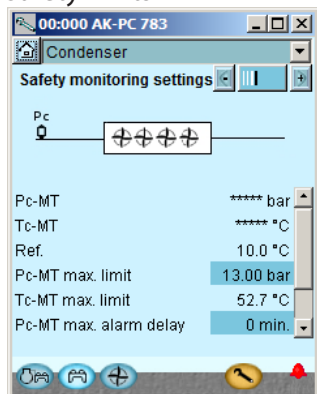 00:000 AK-PC 783
Condenser
Safety monitoring settings
Pc
Pc-MT ***** bar
Tc-MT ***** °C
Ref. 10.0 °C
Pc-MT max. limit 13.00 bar
Tc-MT max. limit 52.7 °C
Pc-MT max. alarm delay 0 min.